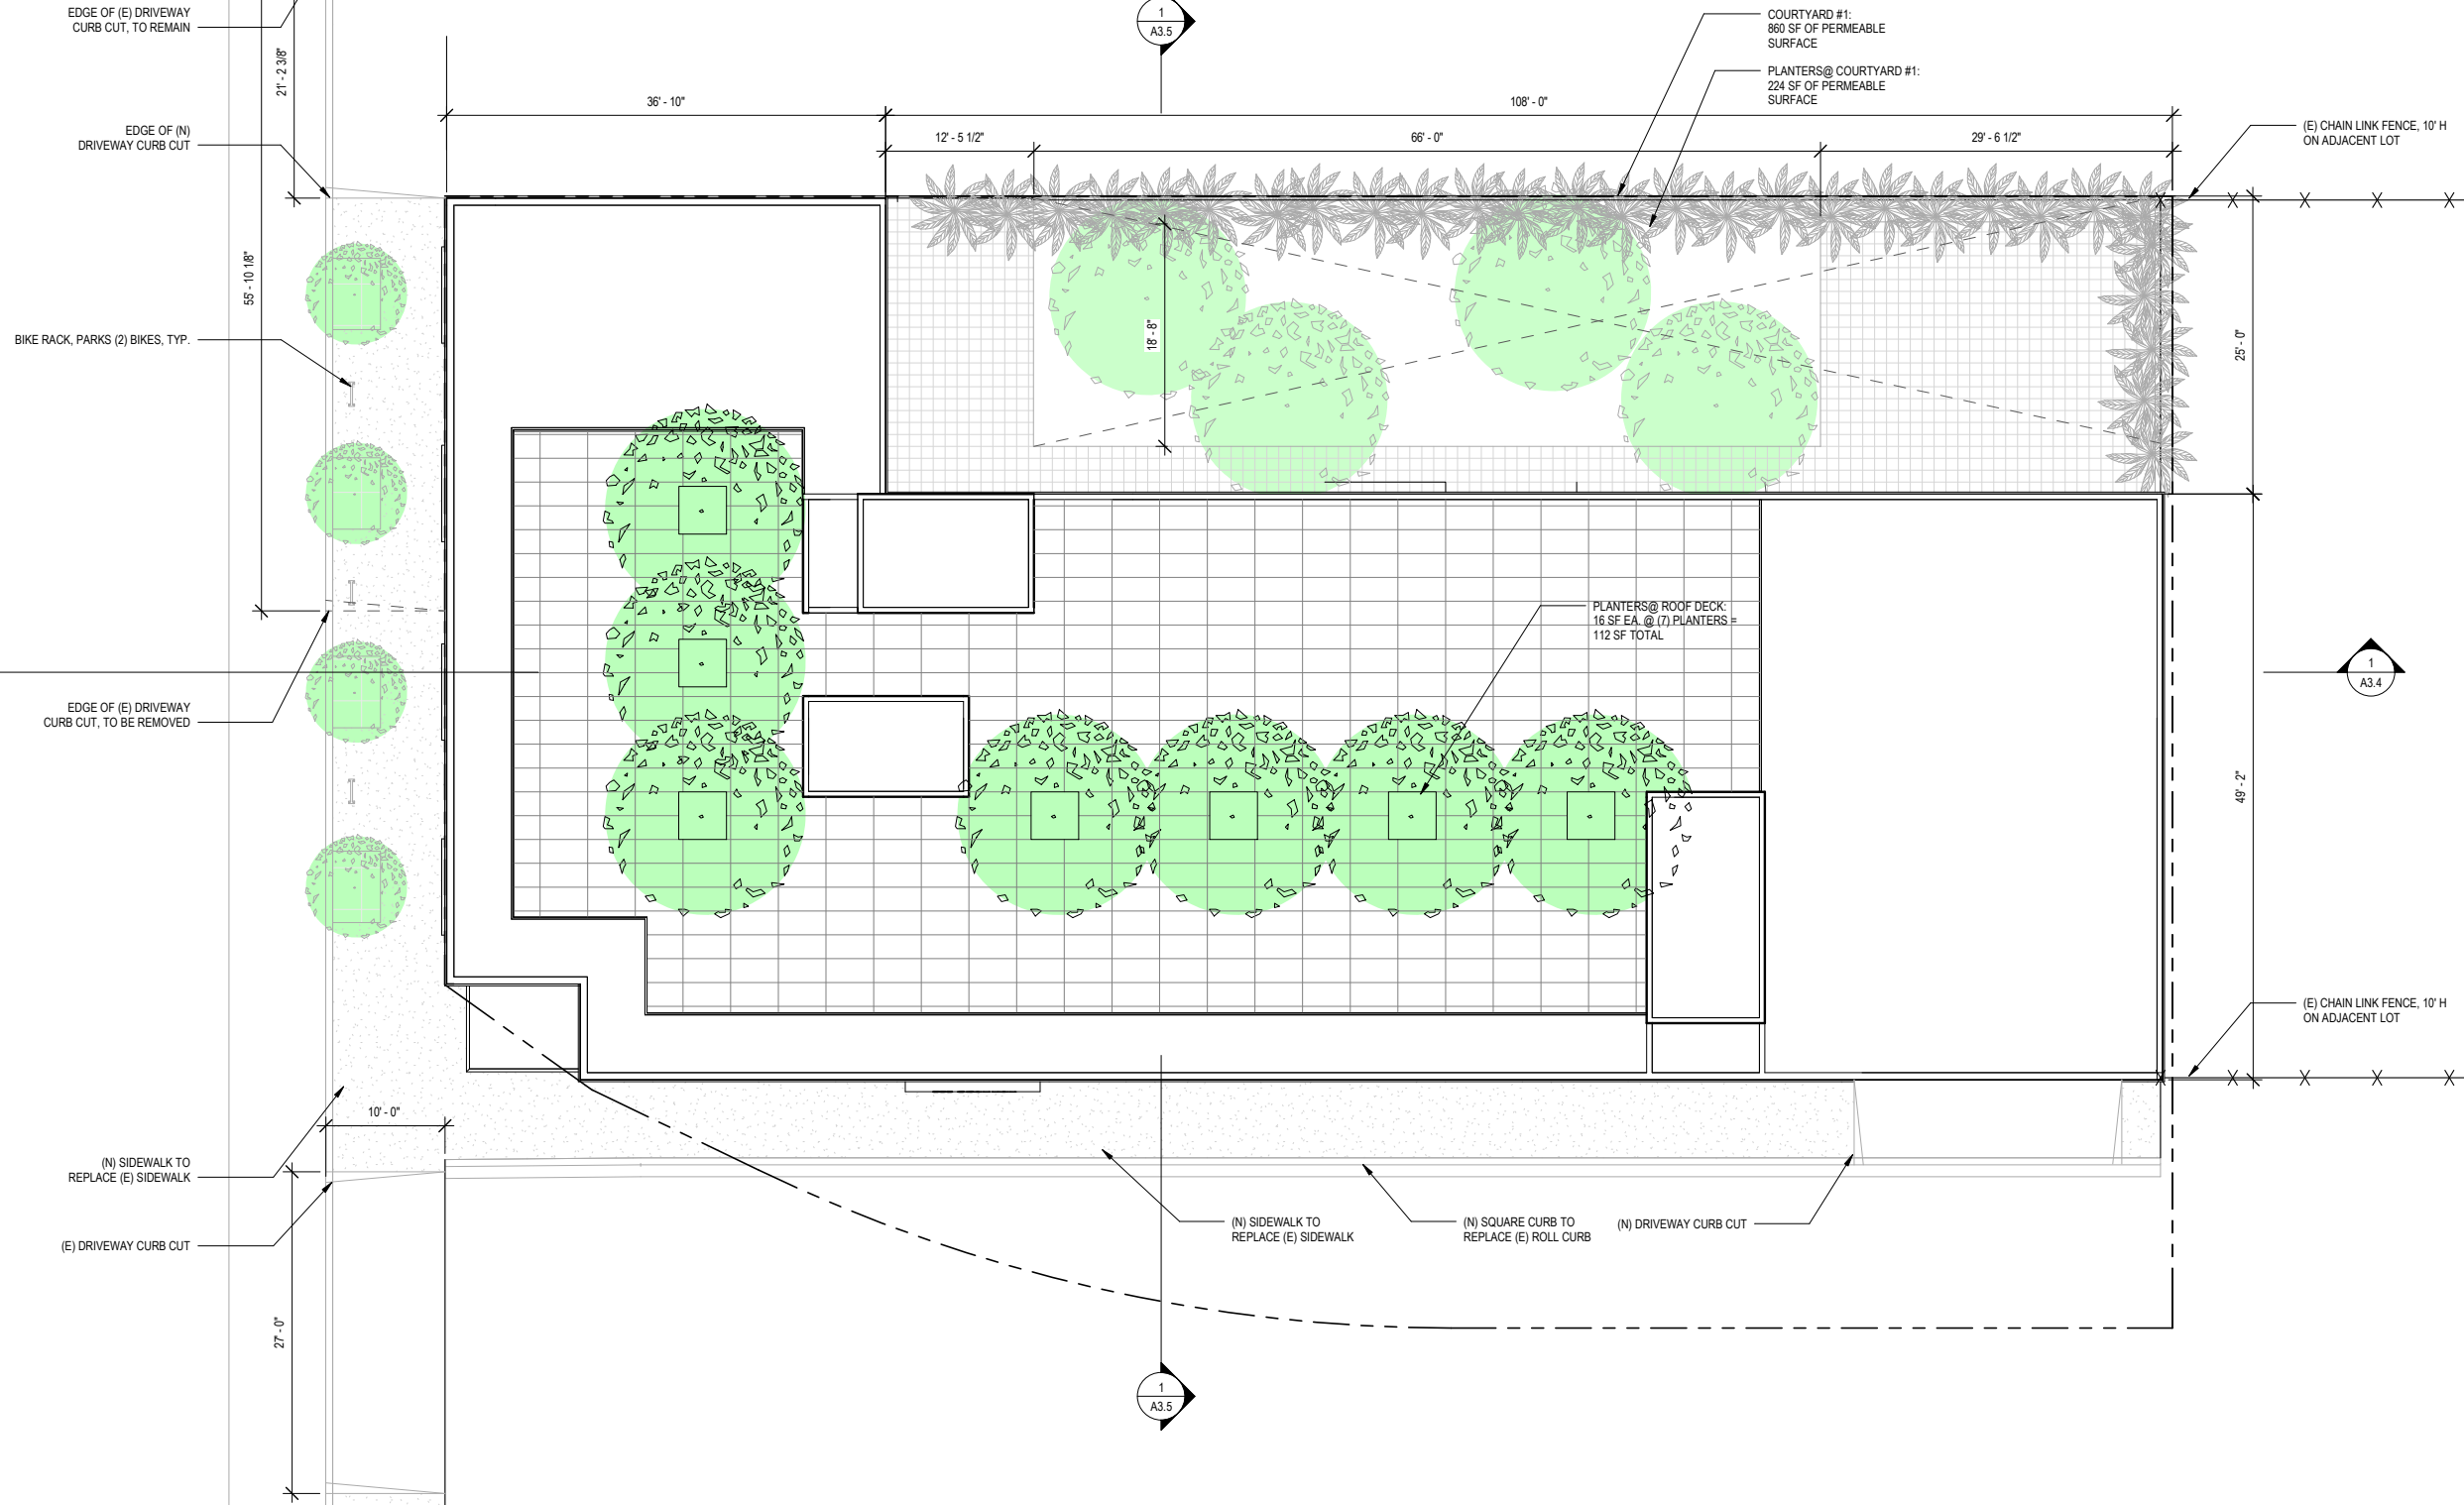 EDGE OF (E) DRIVEWAY
CURB CUT, TO REMAIN
21' - 2 3/8"
1
A3.5
COURTYARD #1:
860 SF OF PERMEABLE
SURFACE
PLANTERS@ COURTYARD #1:
224 SF OF PERMEABLE
SURFACE
36' - 10"
108' - 0"
EDGE OF (N)
DRIVEWAY CURB CUT
12' - 5 1/2"
66' - 0"
29' - 6 1/2"
(E) CHAIN LINK FENCE, 10' H
ON ADJACENT LOT
55' - 10 1/8"
18' - 8"
25' - 0"
BIKE RACK, PARKS (2) BIKES, TYP.
PLANTERS@ ROOF DECK:
16 SF EA. @ (7) PLANTERS =
112 SF TOTAL
1
A3.4
EDGE OF (E) DRIVEWAY
CURB CUT, TO BE REMOVED
49' - 2"
(E) CHAIN LINK FENCE, 10' H
ON ADJACENT LOT
10' - 0"
(N) SIDEWALK TO
REPLACE (E) SIDEWALK
(E) DRIVEWAY CURB CUT
(N) SIDEWALK TO
REPLACE (E) SIDEWALK
(N) SQUARE CURB TO
REPLACE (E) ROLL CURB
(N) DRIVEWAY CURB CUT
27' - 0"
1
A3.5